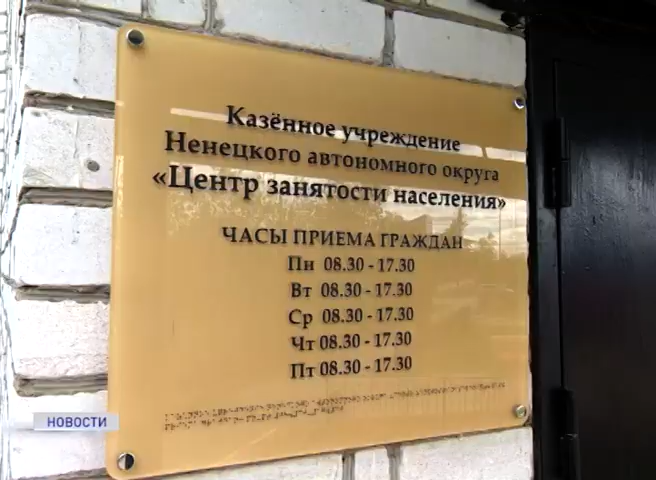 Казённое учреждение
Ненецкого автономного округа
«Центр занятости населения»
ЧАСЫ ПРИЕМА ГРАЖДАН
Пн 08.30 - 17.30
Вт 08.30 - 17.30
Ср 08.30 - 17.30
Чт 08.30 - 17.30
Пт 08.30 - 17.30
НОВОСТИ